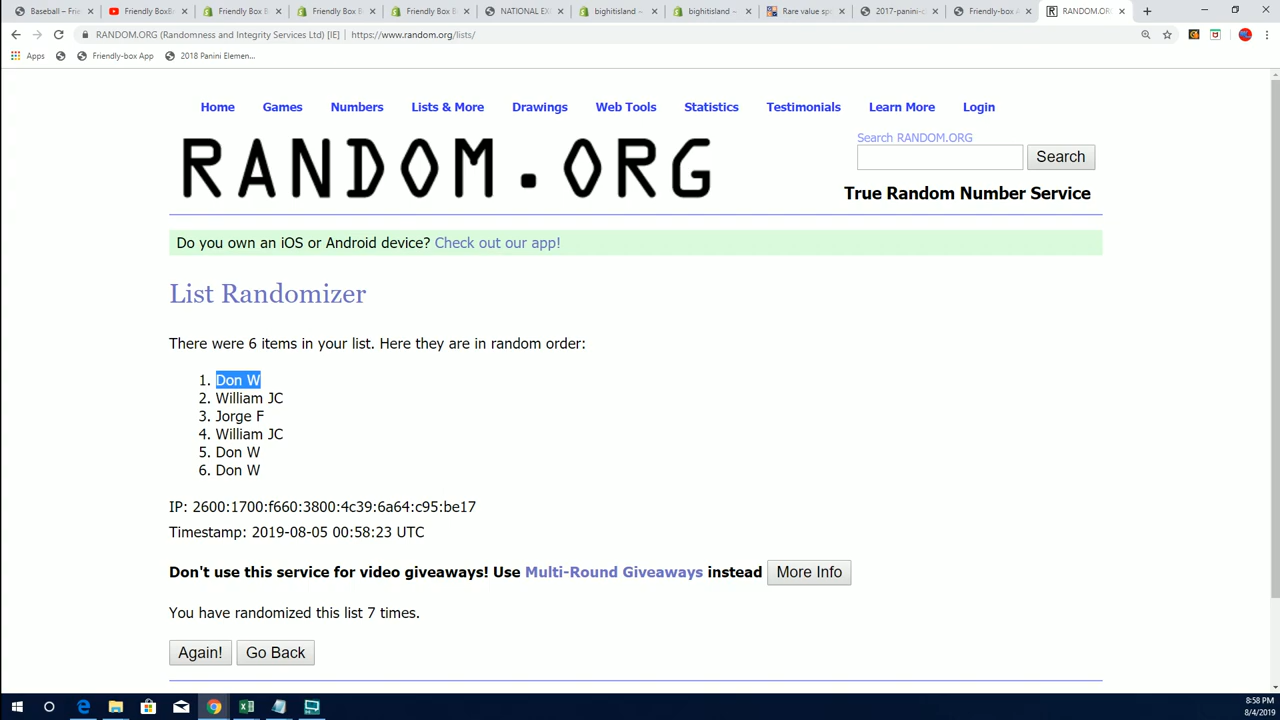 Baseball – Frie
Friendly BoxBr
Friendly Box B
Friendly Box B
Friendly Box B
NATIONAL EX
bighitisland –
bighitisland –
Rare value sp
2017-panini-c
Friendly-box A
RANDOM.ORG
RANDOM.ORG (Randomness and Integrity Services Ltd) [IE] https://www.random.org/lists/
Apps
Friendly-box App
2018 Panini Elemen...
Home Games Numbers Lists & More Drawings Web Tools Statistics Testimonials Learn More Login
RANDOM.ORG
Search RANDOM.ORG
Search
True Random Number Service
Do you own an iOS or Android device? Check out our app!
List Randomizer
There were 6 items in your list. Here they are in random order:
1. Don W
2. William JC
3. Jorge F
4. William JC
5. Don W
6. Don W
IP: 2600:1700:f660:3800:4c39:6a64:c95:be17
Timestamp: 2019-08-05 00:58:23 UTC
Don't use this service for video giveaways! Use Multi-Round Giveaways instead More Info
You have randomized this list 7 times.
Again! Go Back
8:58 PM
8/4/2019